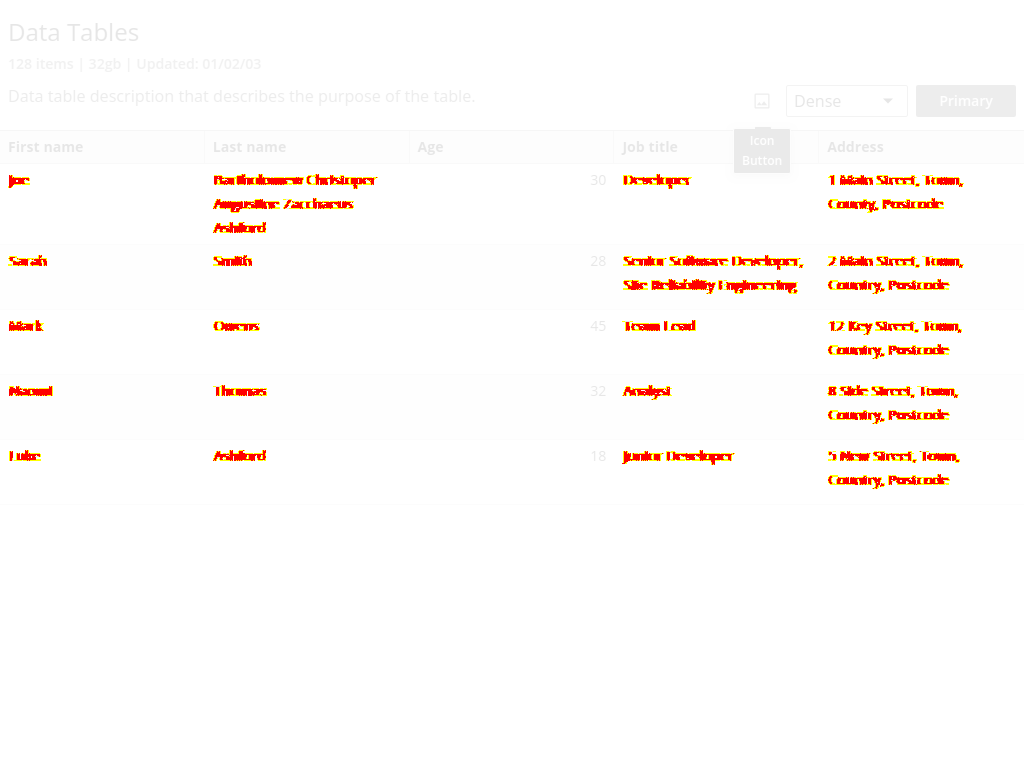 Data Tables
128 items | 32gb | Updated: 01/02/03
Data table description that describes the purpose of the table.
Dense
Primary
Icon
Button
First name
Last name
Age
Job title
Address
Joe
Bartholomew Christoper
Augustine Zacchaeus
Ashford
30
Developer
1 Main Street, Town,
County, Postcode
Sarah
Smith
28
Senior Software Developer,
Site Reliability Engineering
2 Main Street, Town,
Country, Postcode
Mark
Owens
45
Team Lead
12 Key Street, Town,
Country, Postcode
Naomi
Thomas
32
Analyst
8 Side Street, Town,
Country, Postcode
Luke
Ashford
18
Junior Developer
5 New Street, Town,
Country, Postcode